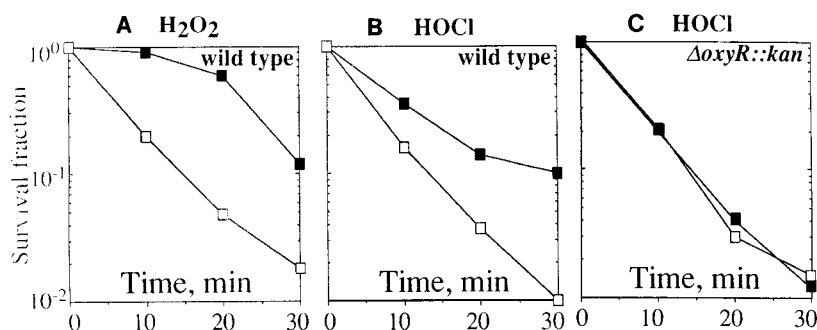 A H2O2
B HOCl
C HOCl
wild type
wild type
ΔoxyR::kan
Survival fraction
10^0
10^-1
10^-2
Time, min
Time, min
Time, min
0 10 20 30
0 10 20 30
0 10 20 30